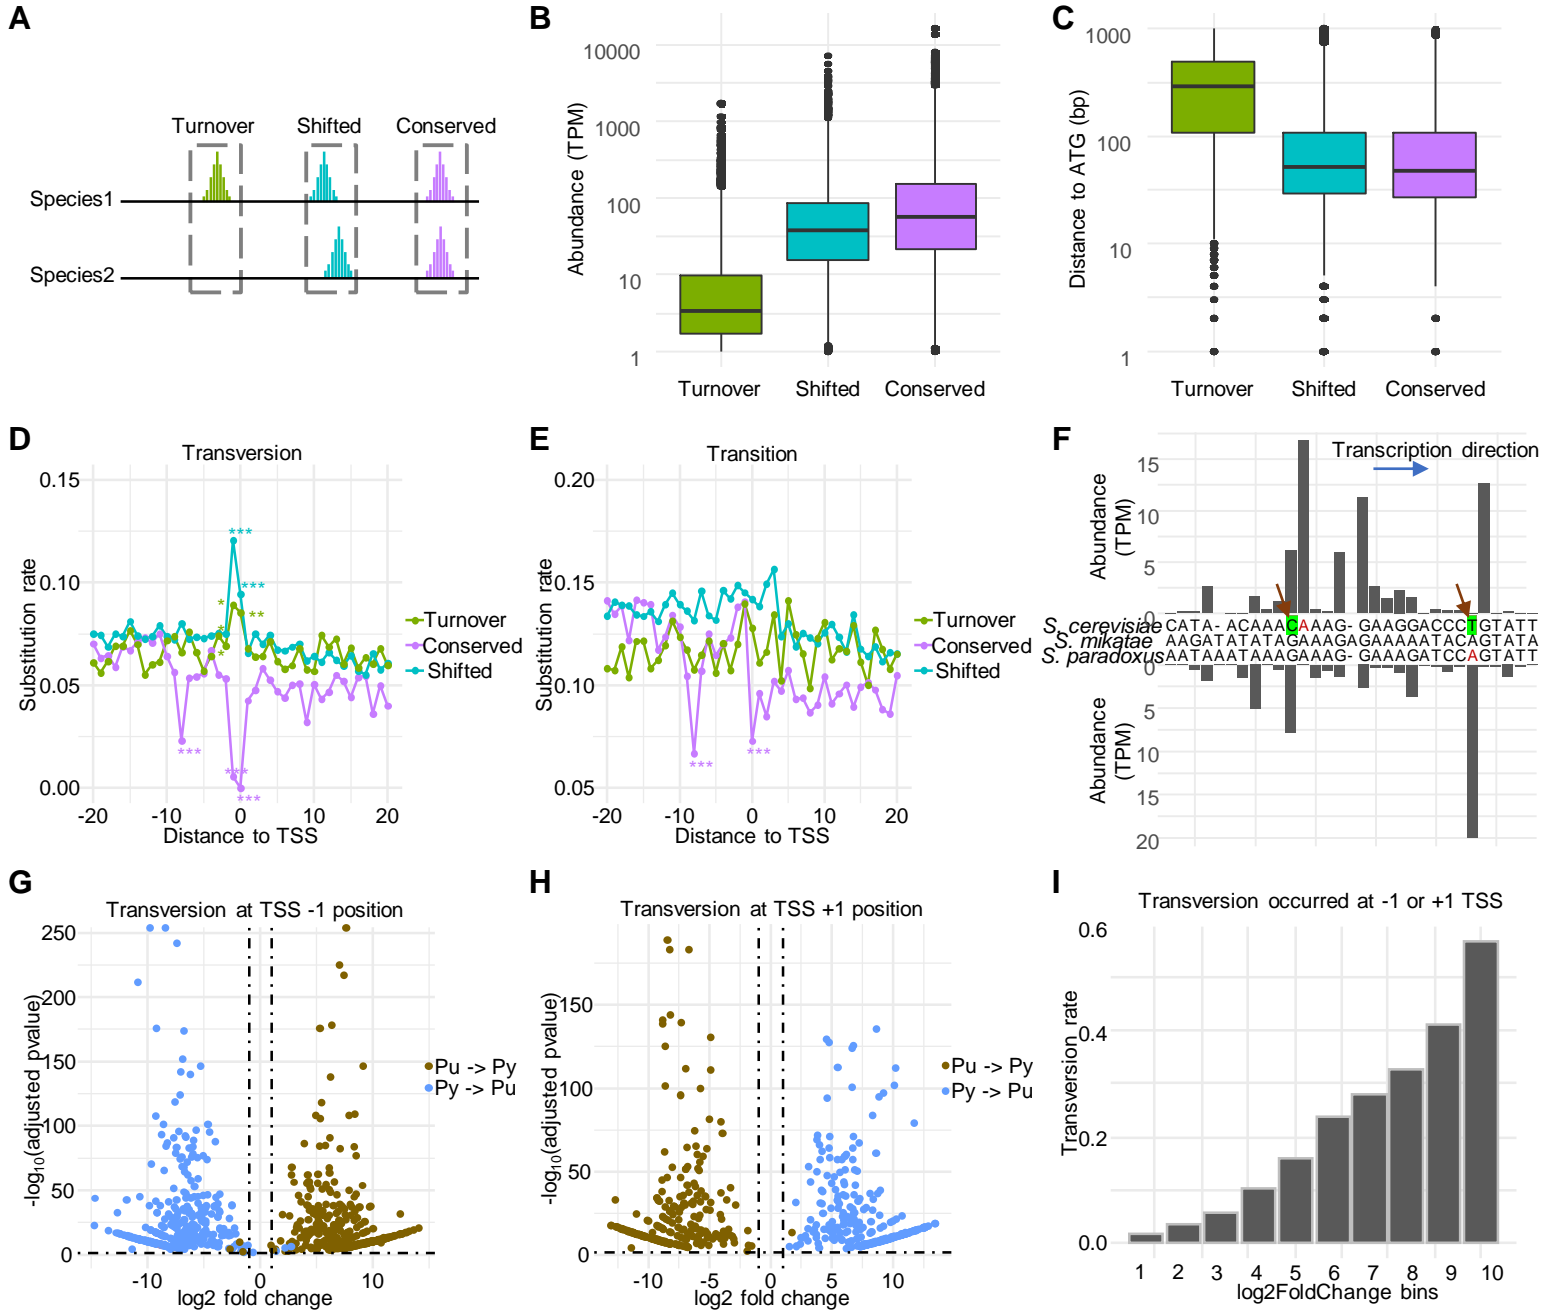 A
Turnover Shifted Conserved
Species1
Species2
B
Abundance (TPM)
10000
1000
100
10
1
Turnover Shifted Conserved
C
Distance to ATG (bp)
1000
100
10
1
Turnover Shifted Conserved
D
Transversion
Substitution rate
0.15
0.10
0.05
0.00
***
***
*
**
*
*
***
***
***
-20 -10 0 10 20
Distance to TSS
Turnover
Conserved
Shifted
E
Transition
Substitution rate
0.20
0.15
0.10
0.05
***
***
-20 -10 0 10 20
Distance to TSS
Turnover
Conserved
Shifted
F
Transcription direction
Abundance
(TPM)
15
10
5
0
S. cerevisiae CATA- ACAAACAAAG- GAAGGACCCTGTATT
S. mikatae AAGATATATAGAAAGAGAAAAATACATGTATA
S. paradoxus AATAATAAAGAAAG- GAAAGATCCAGTATT
0
5
10
15
20
Abundance
(TPM)
G
Transversion at TSS -1 position
-log10(adjusted pvalue)
250
200
150
100
50
0
-10 0 10
log2 fold change
Pu -> Py
Py -> Pu
H
Transversion at TSS +1 position
-log10(adjusted pvalue)
150
100
50
0
-10 -5 0 5 10
log2 fold change
Pu -> Py
Py -> Pu
I
Transversion occurred at -1 or +1 TSS
Transversion rate
0.6
0.4
0.2
0.0
1 2 3 4 5 6 7 8 9 10
log2FoldChange bins